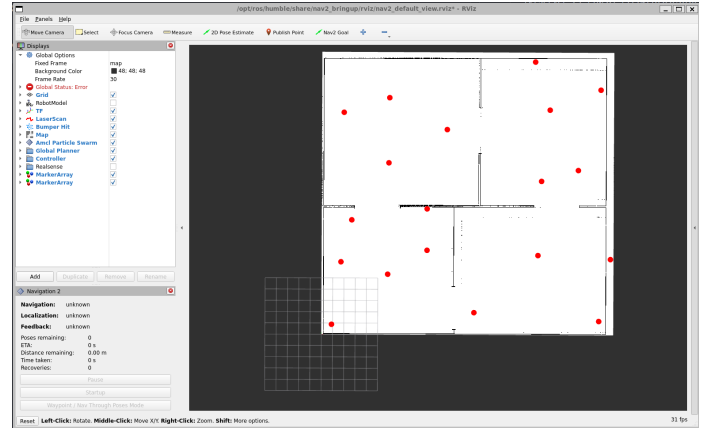 /opt/ros/humble/share/nav2_bringup/rviz/nav2_default_view.rviz* - RViz
File Panels Help
Move Camera Select Focus Camera Measure 2D Pose Estimate Publish Point Nav2 Goal
Displays
Global Options
Fixed Frame map
Background Color 48; 48; 48
Frame Rate 30
Global Status: Error
Grid
RobotModel
TF
LaserScan
Bumper Hit
Map
Amcl Particle Swarm
Global Planner
Controller
Realsense
MarkerArray
MarkerArray
Add Duplicate Remove Rename
Navigation 2
Navigation: unknown
Localization: unknown
Feedback: unknown
Poses remaining: 0
ETA: 0 s
Distance remaining: 0.00 m
Time taken: 0 s
Recoveries: 0
Pause
Startup
Waypoint / Nav Through Poses Mode
Reset Left-Click: Rotate. Middle-Click: Move X/Y. Right-Click: Zoom. Shift: More options. 31 fps